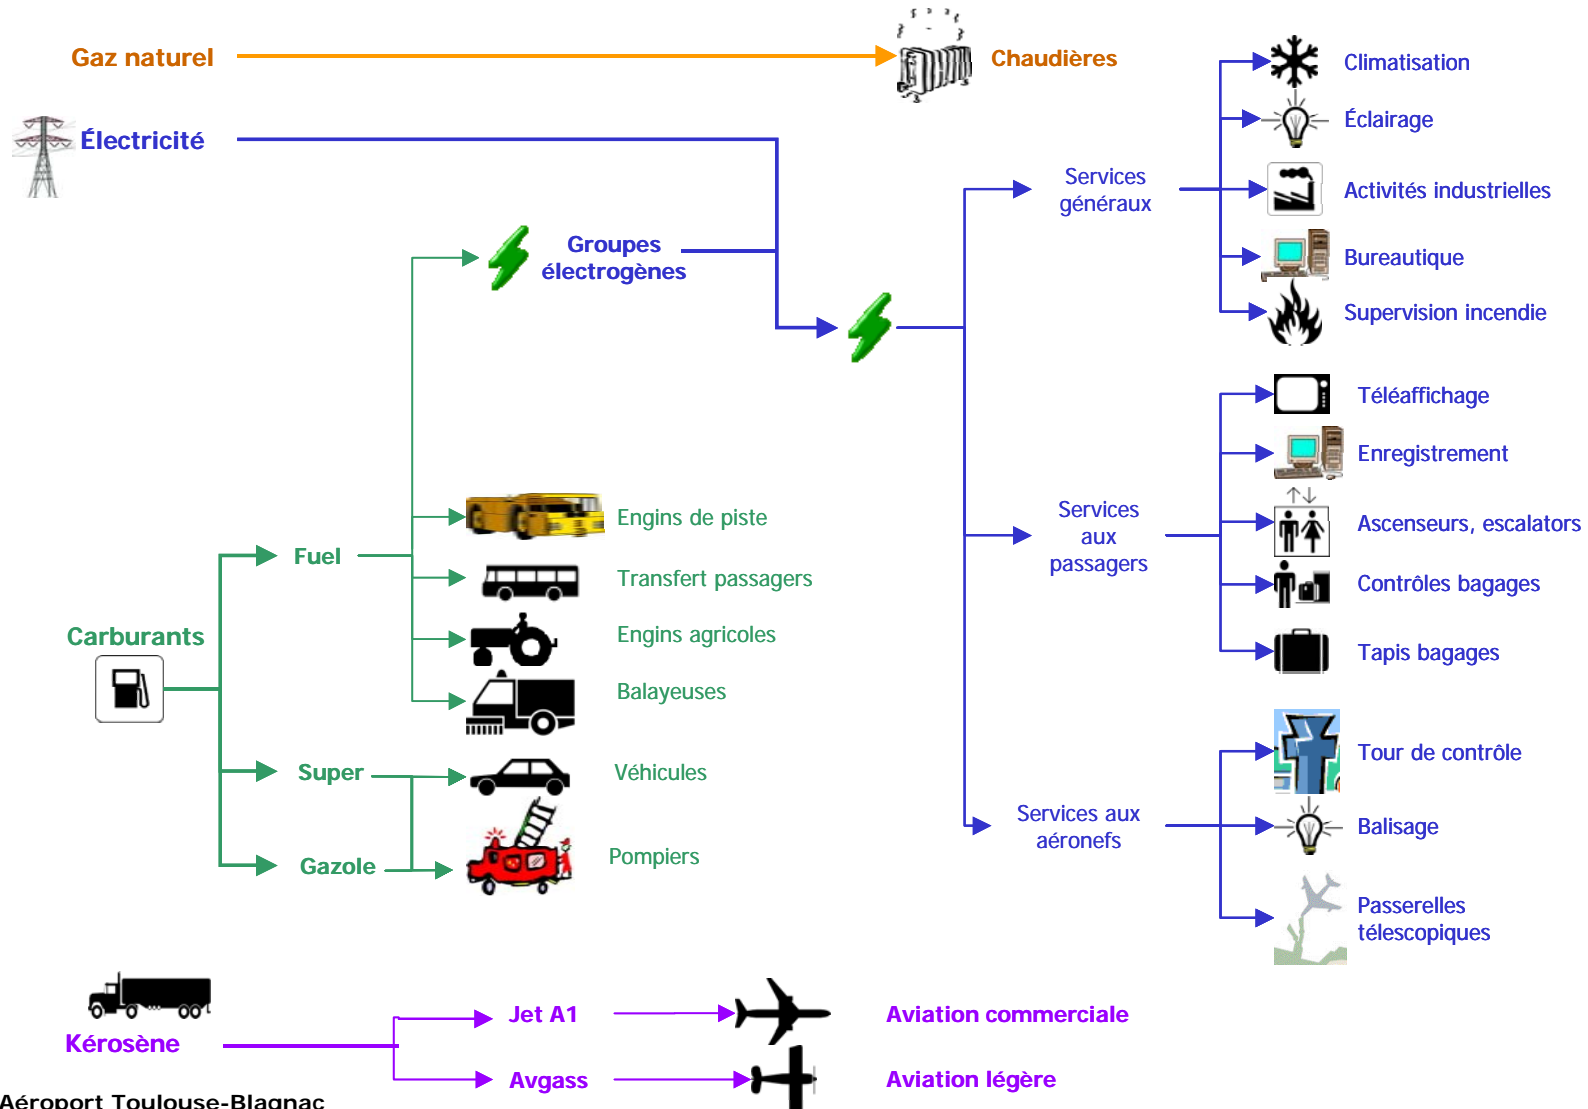 Gaz naturel
Chaudières
Électricité
Groupes
électrogènes
Services
généraux
Climatisation
Éclairage
Activités industrielles
Bureautique
Supervision incendie
Services
aux
passagers
Téléaffichage
Enregistrement
Ascenseurs, escalators
Contrôles bagages
Tapis bagages
Services aux
aéronefs
Tour de contrôle
Balisage
Passerelles
télescopiques
Carburants
Fuel
Engins de piste
Transfert passagers
Engins agricoles
Balayeuses
Super
Gazole
Véhicules
Pompiers
Kérosène
Jet A1
Aviation commerciale
Avgass
Aviation légère
Aéroport Toulouse-Blagnac